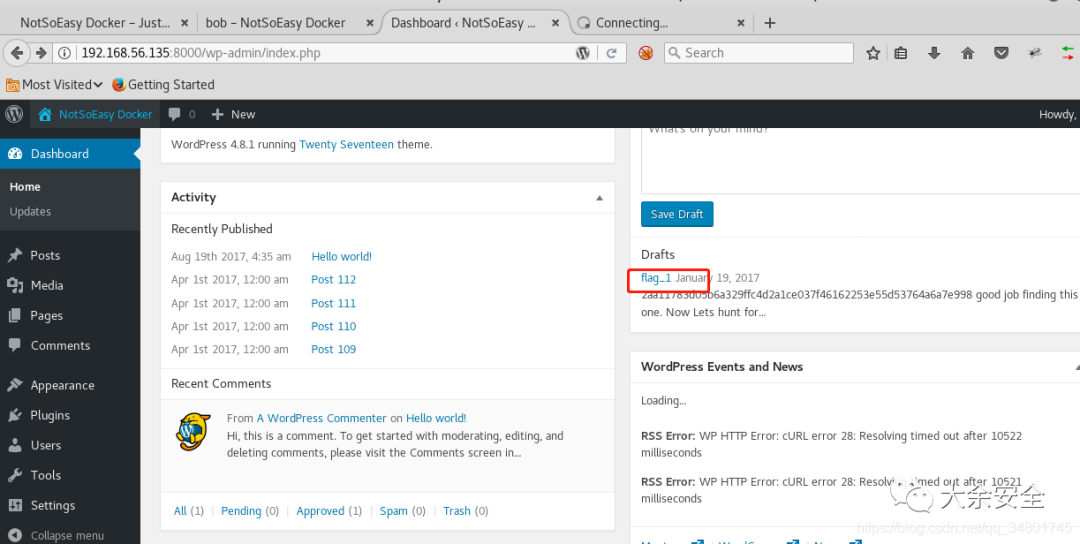 NotSoEasy Docker – Just...
bob – NotSoEasy Docker
Dashboard ‹ NotSoEasy ...
Connecting...
192.168.56.135:8000/wp-admin/index.php
Search
Most Visited
Getting Started
NotSoEasy Docker
0
New
Howdy,
Dashboard
Home
Updates
Posts
Media
Pages
Comments
Appearance
Plugins
Users
Tools
Settings
Collapse menu
WordPress 4.8.1 running Twenty Seventeen theme.
Activity
Recently Published
Aug 19th 2017, 4:35 am Hello world!
Apr 1st 2017, 12:00 am Post 112
Apr 1st 2017, 12:00 am Post 111
Apr 1st 2017, 12:00 am Post 110
Apr 1st 2017, 12:00 am Post 109
Recent Comments
From A WordPress Commenter on Hello world!
Hi, this is a comment. To get started with moderating, editing, and
deleting comments, please visit the Comments screen in...
All (1) | Pending (0) | Approved (1) | Spam (0) | Trash (0)
What's on your mind?
Save Draft
Drafts
flag_1 January 19, 2017
2aa11783d05b6a329ffc4d2a1ce037f46162253e55d53764a6a7e998 good job finding this
one. Now Lets hunt for...
WordPress Events and News
Loading...
RSS Error: WP HTTP Error: cURL error 28: Resolving timed out after 10522
milliseconds
RSS Error: WP HTTP Error: cURL error 28: Resolving timed out after 10521
milliseconds
大余安全
https://blog.csdn.net/qq_34801745